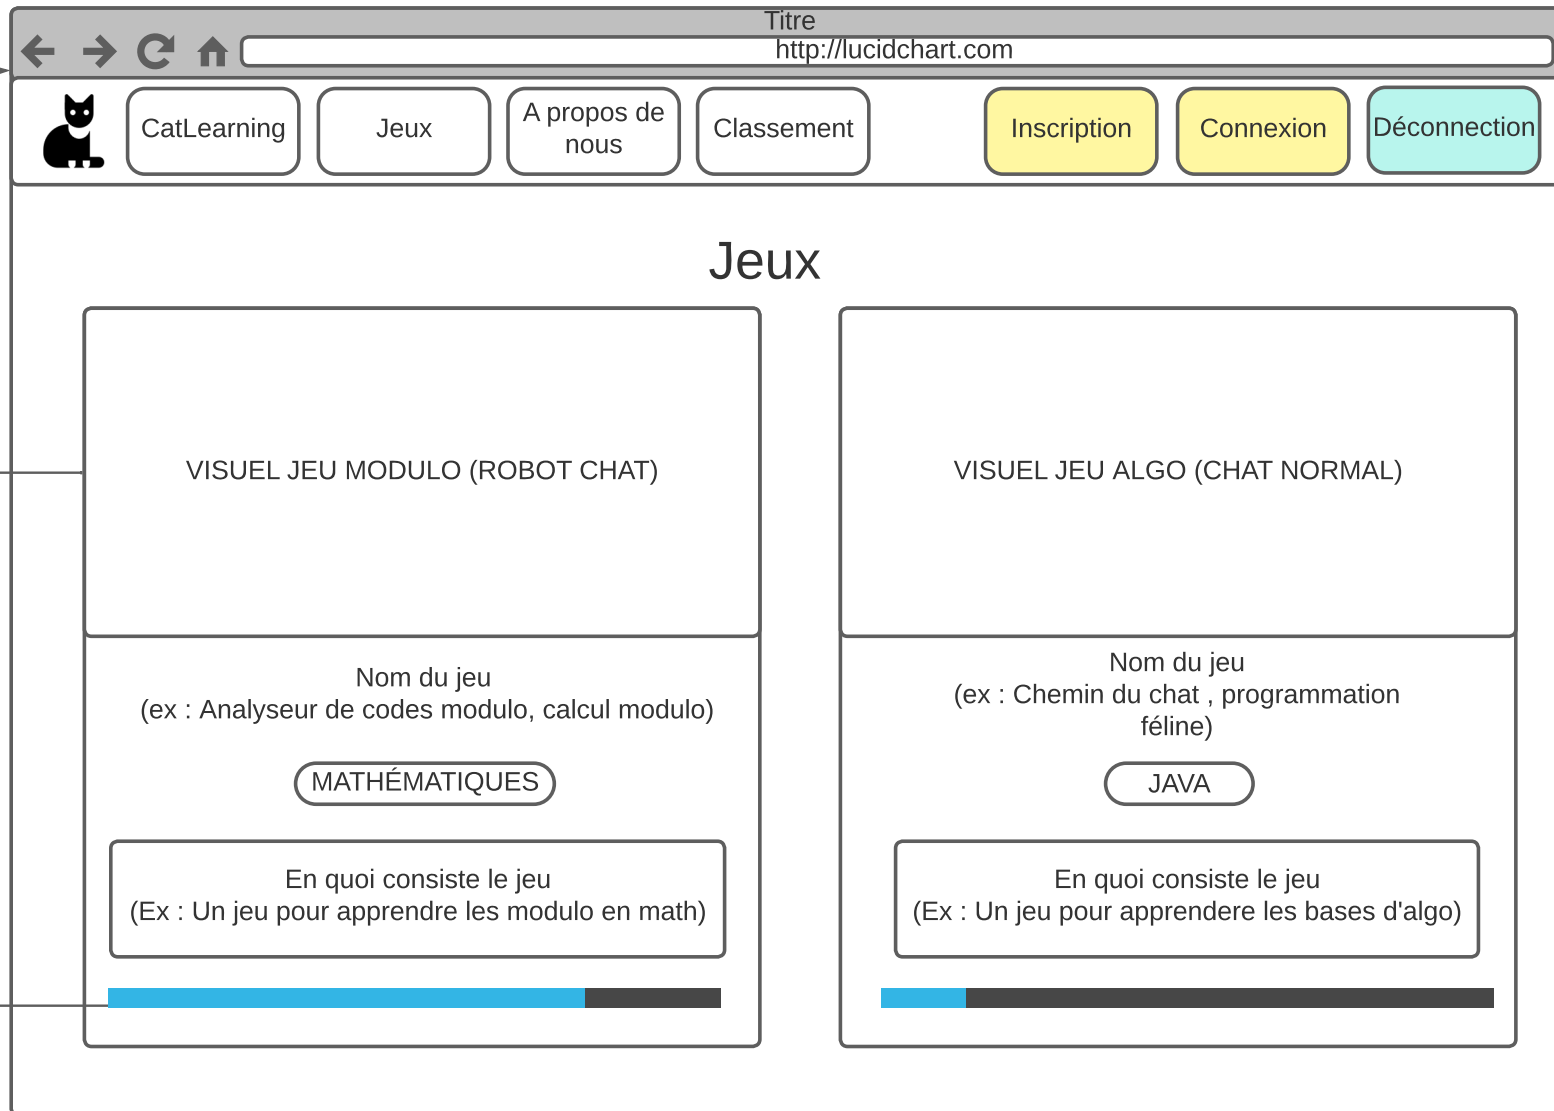 Titre
http://lucidchart.com
CatLearning
Jeux
A propos de
nous
Classement
Inscription
Connexion
Déconnection
Jeux
VISUEL JEU MODULO (ROBOT CHAT)
VISUEL JEU ALGO (CHAT NORMAL)
Nom du jeu
(ex : Analyseur de codes modulo, calcul modulo)
MATHÉMATIQUES
En quoi consiste le jeu
(Ex : Un jeu pour apprendre les modulo en math)
Nom du jeu
(ex : Chemin du chat , programmation
féline)
JAVA
En quoi consiste le jeu
(Ex : Un jeu pour apprendere les bases d'algo)